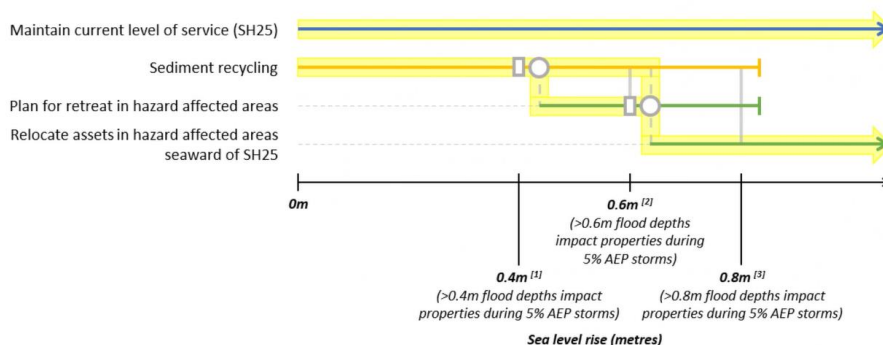 Maintain current level of service (SH25)
Sediment recycling
Plan for retreat in hazard affected areas
Relocate assets in hazard affected areas
seaward of SH25
0m
0.6m [2]
(>0.6m flood depths
impact properties during
5% AEP storms)
0.4m [1]
(>0.4m flood depths impact
properties during 5% AEP storms)
0.8m [3]
(>0.8m flood depths impact
properties during 5% AEP storms)
Sea level rise (metres)